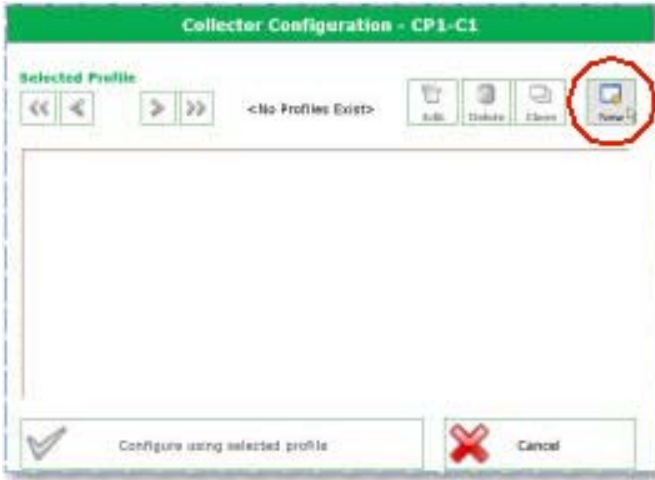 Collector Configuration - CP1-C1
Selected Profile
<< < > >> <No Profiles Exist> Edit Delete Clone New
Configure using selected profile Cancel